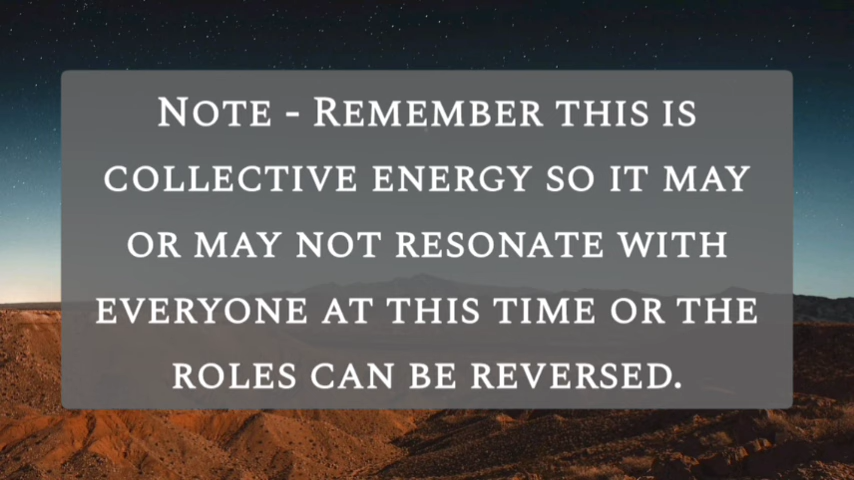 Note - Remember this is
collective energy so it may
or may not resonate with
everyone at this time or the
roles can be reversed.